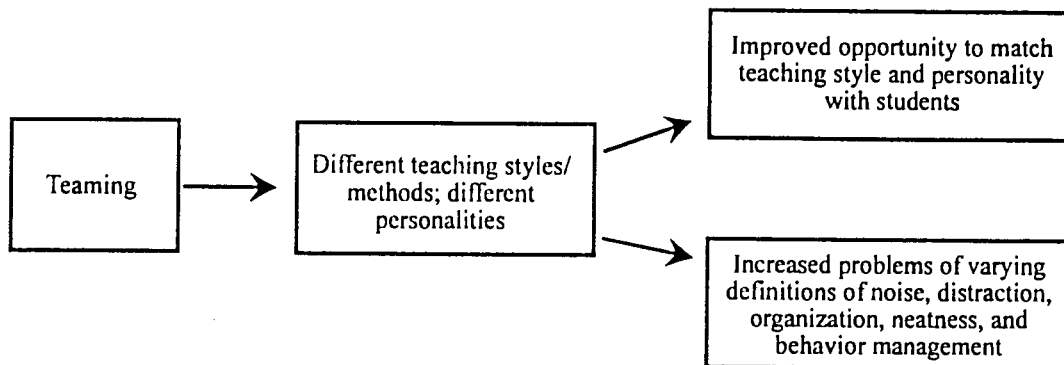 Teaming
Different teaching styles/
methods; different
personalities
Improved opportunity to match
teaching style and personality
with students
Increased problems of varying
definitions of noise, distraction,
organization, neatness, and
behavior management